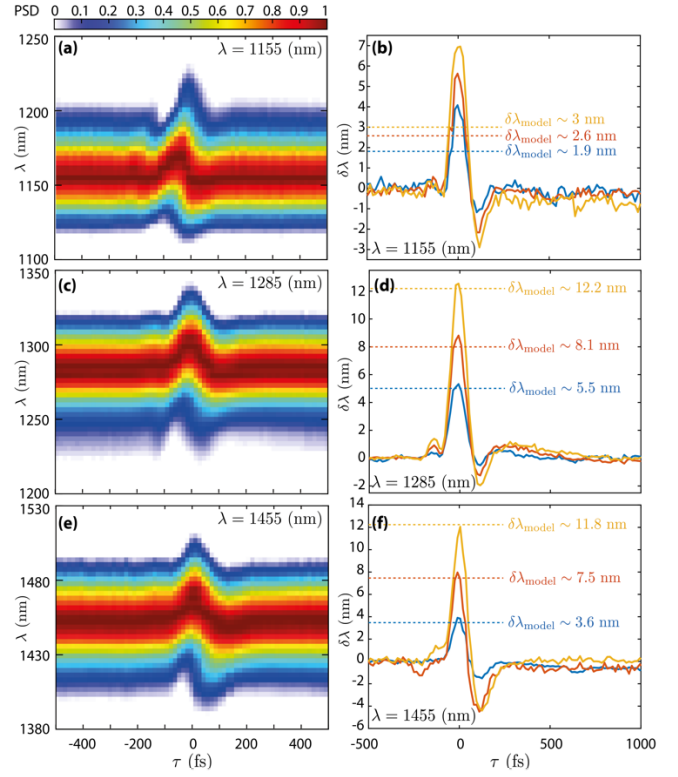 PSD 0 0.1 0.2 0.3 0.4 0.5 0.6 0.7 0.8 0.9 1
(a)
λ = 1155 (nm)
λ (nm)
1250
1200
1150
1100
(b)
δλ (nm)
7
6
5
4
3
2
1
0
-1
-2
-3
δλmodel ∼ 3 nm
δλmodel ∼ 2.6 nm
δλmodel ∼ 1.9 nm
λ = 1155 (nm)
(c)
λ = 1285 (nm)
λ (nm)
1350
1300
1250
1200
(d)
δλ (nm)
12
10
8
6
4
2
0
-2
δλmodel ∼ 12.2 nm
δλmodel ∼ 8.1 nm
δλmodel ∼ 5.5 nm
λ = 1285 (nm)
(e)
λ = 1455 (nm)
λ (nm)
1530
1480
1430
1380
-400 -200 0 200 400
τ (fs)
(f)
δλ (nm)
14
12
10
8
6
4
2
0
-2
-4
-6
δλmodel ∼ 11.8 nm
δλmodel ∼ 7.5 nm
δλmodel ∼ 3.6 nm
λ = 1455 (nm)
-500 0 500 1000
τ (fs)